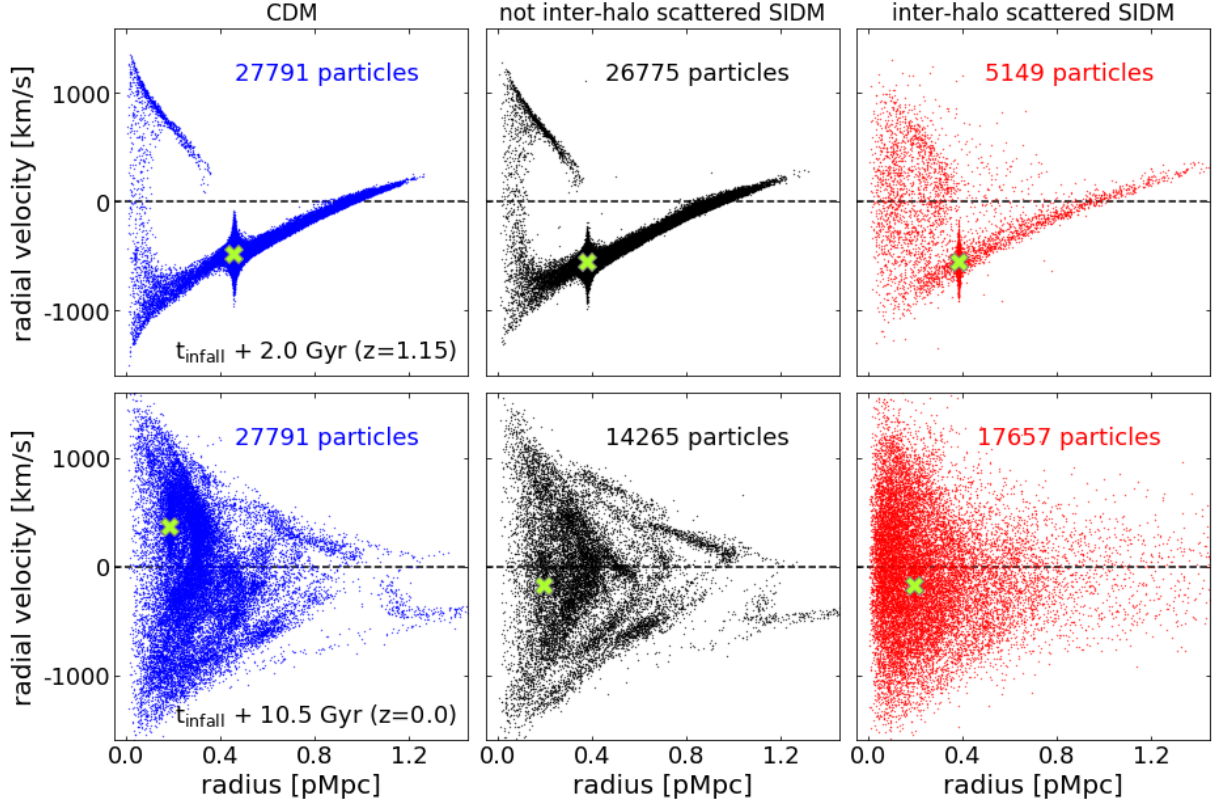 CDM
not inter-halo scattered SIDM
inter-halo scattered SIDM
27791 particles
26775 particles
5149 particles
1000
0
-1000
radial velocity [km/s]
t_infall + 2.0 Gyr (z=1.15)
27791 particles
14265 particles
17657 particles
1000
0
-1000
radial velocity [km/s]
t_infall + 10.5 Gyr (z=0.0)
0.0 0.4 0.8 1.2
0.0 0.4 0.8 1.2
0.0 0.4 0.8 1.2
radius [pMpc]
radius [pMpc]
radius [pMpc]